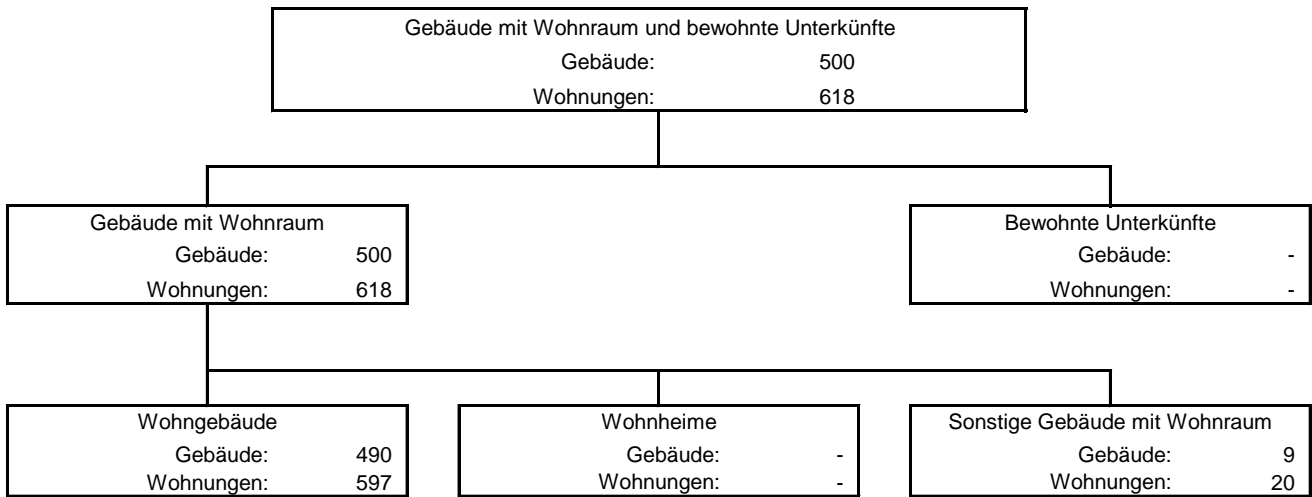 Gebäude mit Wohnraum und bewohnte Unterkünfte
Gebäude: 500
Wohnungen: 618
Gebäude mit Wohnraum
Gebäude: 500
Wohnungen: 618
Bewohnte Unterkünfte
Gebäude: -
Wohnungen: -
Wohngebäude
Gebäude: 490
Wohnungen: 597
Wohnheime
Gebäude: -
Wohnungen: -
Sonstige Gebäude mit Wohnraum
Gebäude: 9
Wohnungen: 20